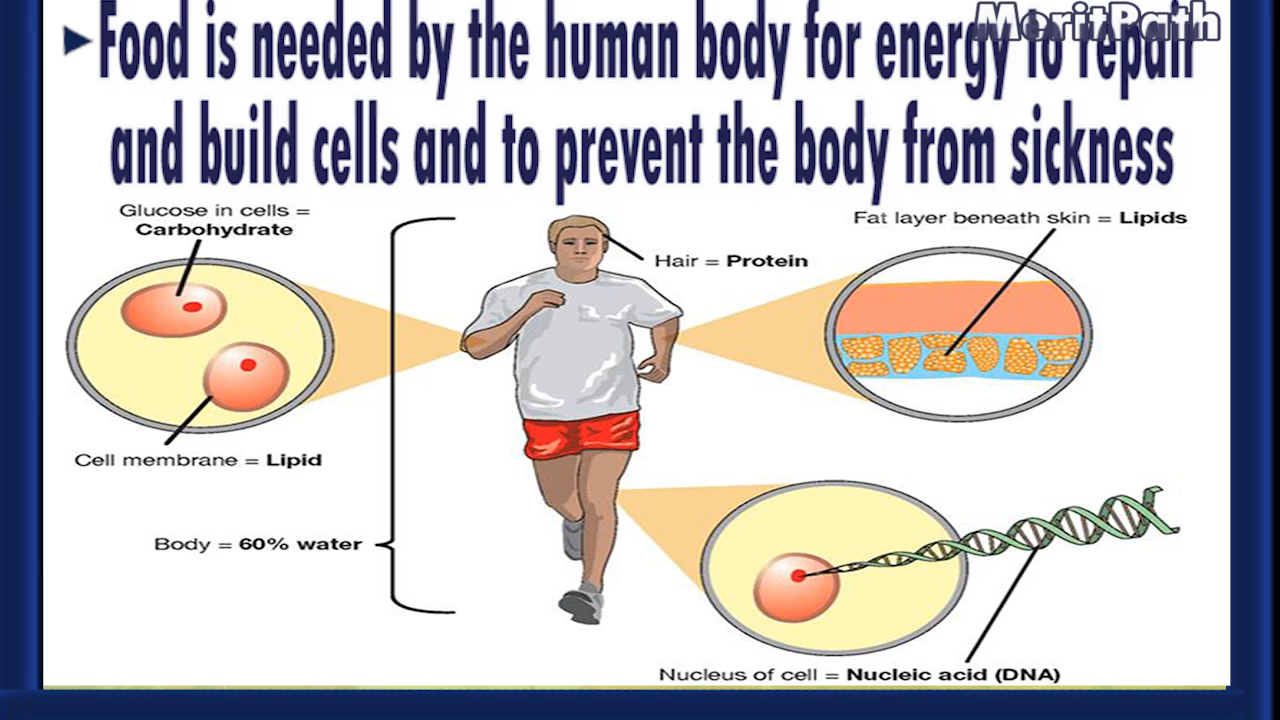 MeritPath
Food is needed by the human body for energy to repair
and build cells and to prevent the body from sickness
Glucose in cells =
Carbohydrate
Fat layer beneath skin = Lipids
Hair = Protein
Cell membrane = Lipid
Body = 60% water
Nucleus of cell = Nucleic acid (DNA)